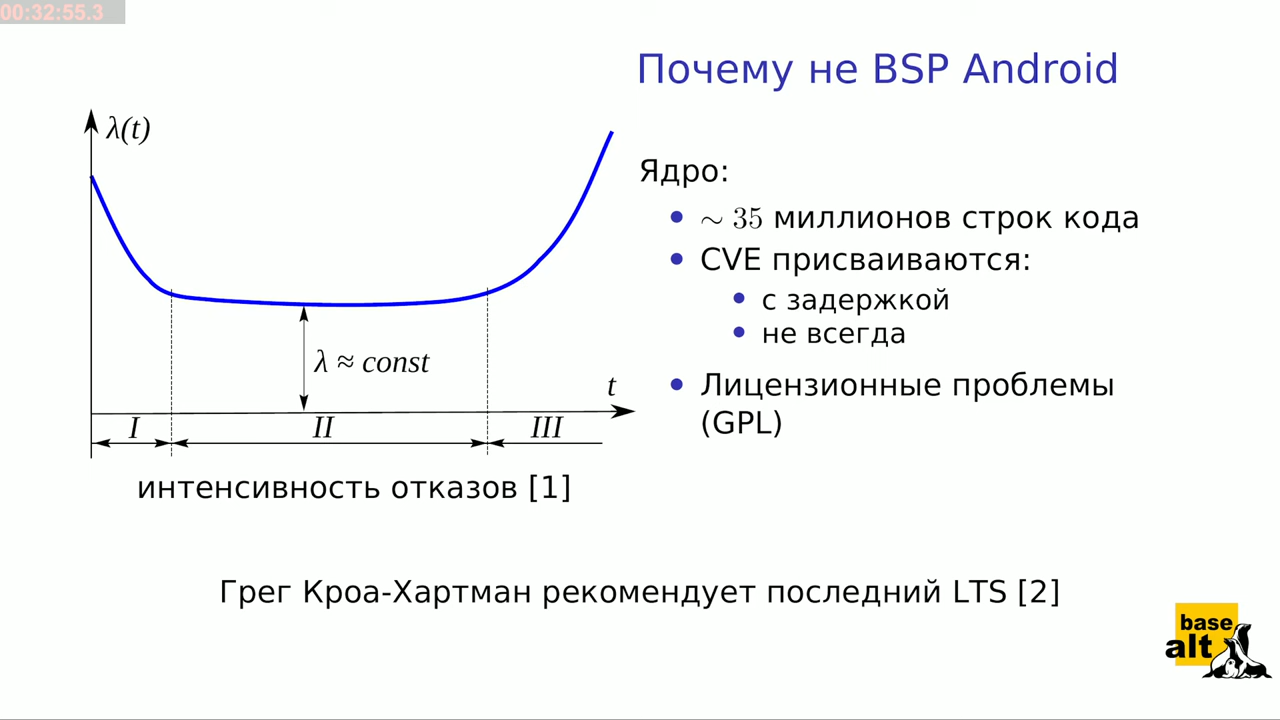 00:32:55.3
Почему не BSP Android
λ(t)
λ ≈ const
t
I
II
III
интенсивность отказов [1]
Ядро:
∼ 35 миллионов строк кода
CVE присваиваются:
с задержкой
не всегда
Лицензионные проблемы
(GPL)
Грег Кроа-Хартман рекомендует последний LTS [2]
base
alt